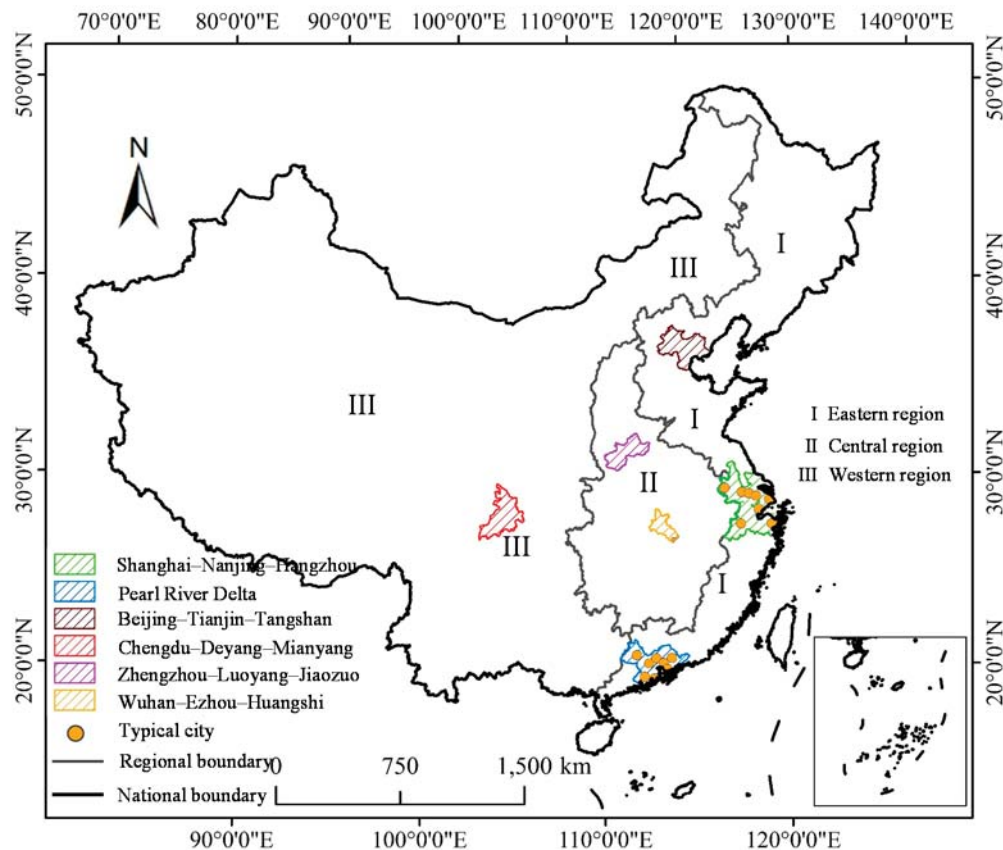 70°0'0"E 80°0'0"E 90°0'0"E 100°0'0"E 110°0'0"E 120°0'0"E 130°0'0"E 140°0'0"E
50°0'0"N
50°0'0"N
N
I
III
40°0'0"N
40°0'0"N
III
I
I Eastern region
II Central region
III Western region
30°0'0"N
30°0'0"N
II
III
I
Shanghai–Nanjing–Hangzhou
Pearl River Delta
Beijing–Tianjin–Tangshan
Chengdu–Deyang–Mianyang
Zhengzhou–Luoyang–Jiaozuo
Wuhan–Ezhou–Huangshi
Typical city
Regional boundary
National boundary
20°0'0"N
20°0'0"N
0 750 1,500 km
90°0'0"E 100°0'0"E 110°0'0"E 120°0'0"E